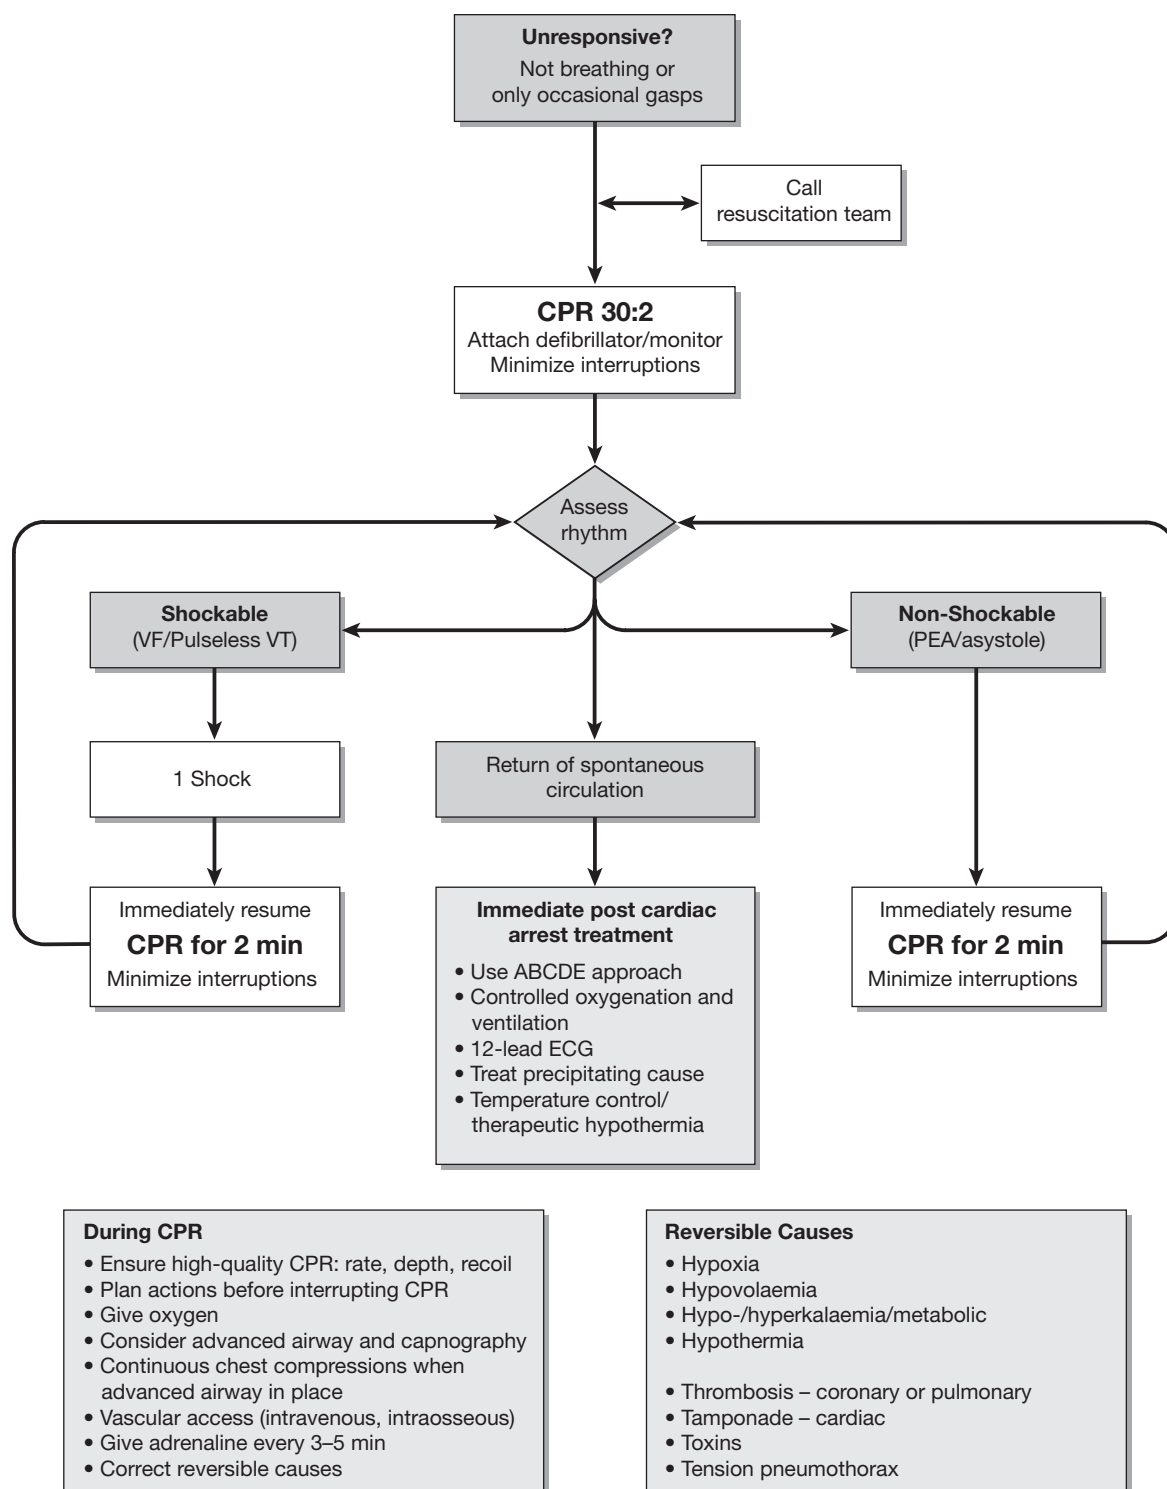 Unresponsive?
Not breathing or
only occasional gasps
Call
resuscitation team
CPR 30:2
Attach defibrillator/monitor
Minimize interruptions
Assess
rhythm
Shockable
(VF/Pulseless VT)
Non-Shockable
(PEA/asystole)
1 Shock
Return of spontaneous
circulation
Immediately resume
CPR for 2 min
Minimize interruptions
Immediate post cardiac
arrest treatment
• Use ABCDE approach
• Controlled oxygenation and
ventilation
• 12-lead ECG
• Treat precipitating cause
• Temperature control/
therapeutic hypothermia
Immediately resume
CPR for 2 min
Minimize interruptions
During CPR
• Ensure high-quality CPR: rate, depth, recoil
• Plan actions before interrupting CPR
• Give oxygen
• Consider advanced airway and capnography
• Continuous chest compressions when
advanced airway in place
• Vascular access (intravenous, intraosseous)
• Give adrenaline every 3–5 min
• Correct reversible causes
Reversible Causes
• Hypoxia
• Hypovolaemia
• Hypo-/hyperkalaemia/metabolic
• Hypothermia
• Thrombosis – coronary or pulmonary
• Tamponade – cardiac
• Toxins
• Tension pneumothorax